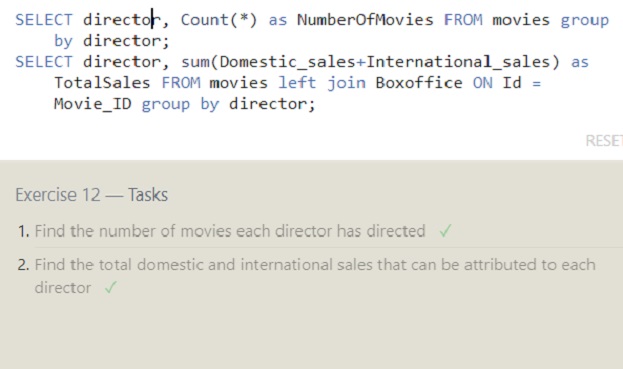 SELECT director, Count(*) as NumberOfMovies FROM movies group
by director;
SELECT director, sum(Domestic_sales+International_sales) as
TotalSales FROM movies left join Boxoffice ON Id =
Movie_ID group by director;
RESET
Exercise 12 — Tasks
1. Find the number of movies each director has directed ✓
2. Find the total domestic and international sales that can be attributed to each
director ✓